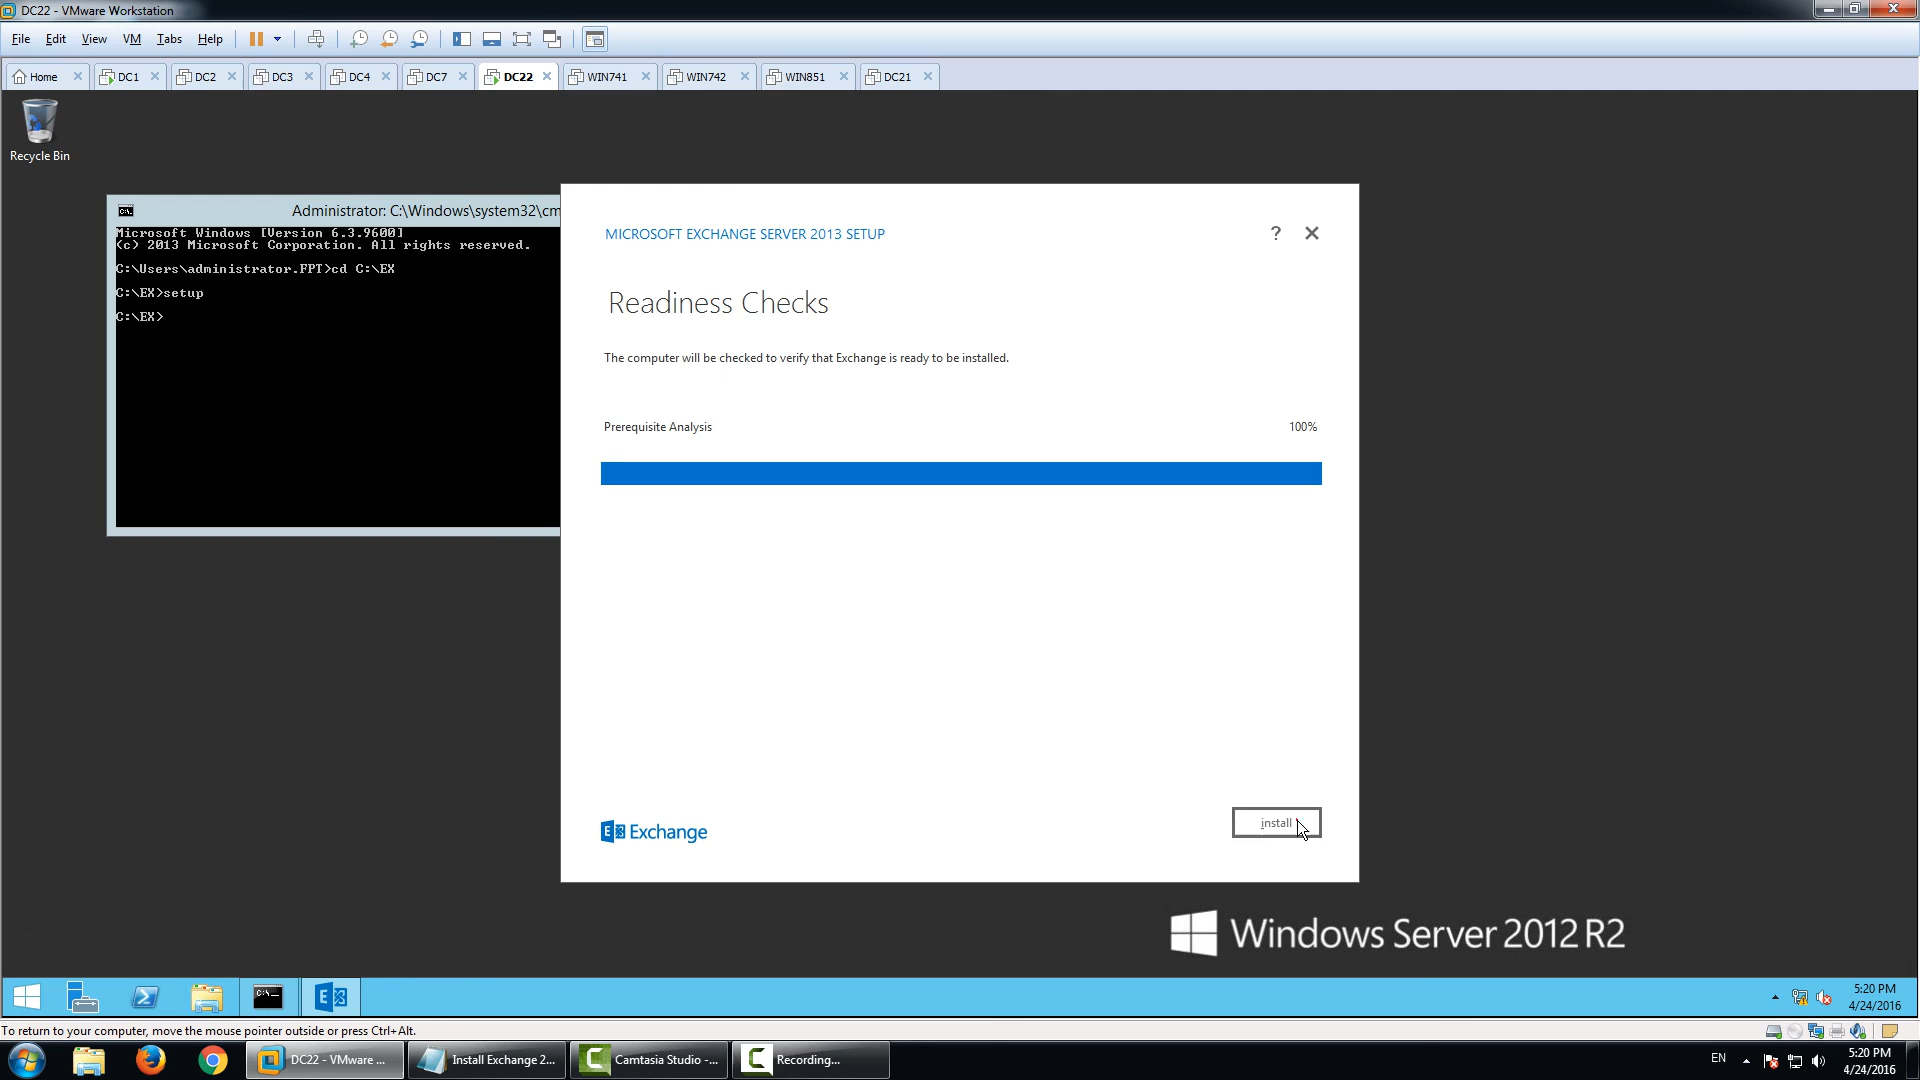 DC22 - VMware Workstation
File Edit View VM Tabs Help
Home DC1 DC2 DC3 DC4 DC7 DC22 WIN741 WIN742 WIN851 DC21
Recycle Bin
Administrator: C:\Windows\system32\cm
Microsoft Windows [Version 6.3.9600]
(c) 2013 Microsoft Corporation. All rights reserved.
C:\Users\administrator.FPT>cd C:\EX
C:\EX>setup
C:\EX>
MICROSOFT EXCHANGE SERVER 2013 SETUP
? ✕
Readiness Checks
The computer will be checked to verify that Exchange is ready to be installed.
Prerequisite Analysis 100%
E Exchange
install
Windows Server 2012 R2
5:20 PM
4/24/2016
To return to your computer, move the mouse pointer outside or press Ctrl+Alt.
DC22 - VMware ... Install Exchange 2... Camtasia Studio -... Recording...
EN
5:20 PM
4/24/2016